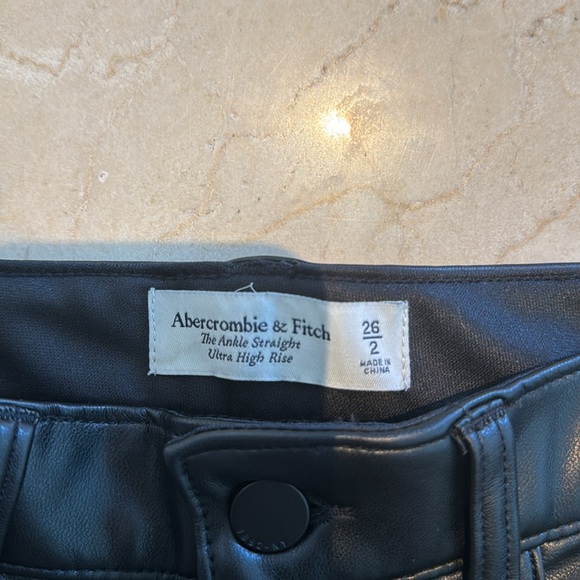 Abercrombie & Fitch
The Ankle Straight
Ultra High Rise
26
2
MADE IN
CHINA